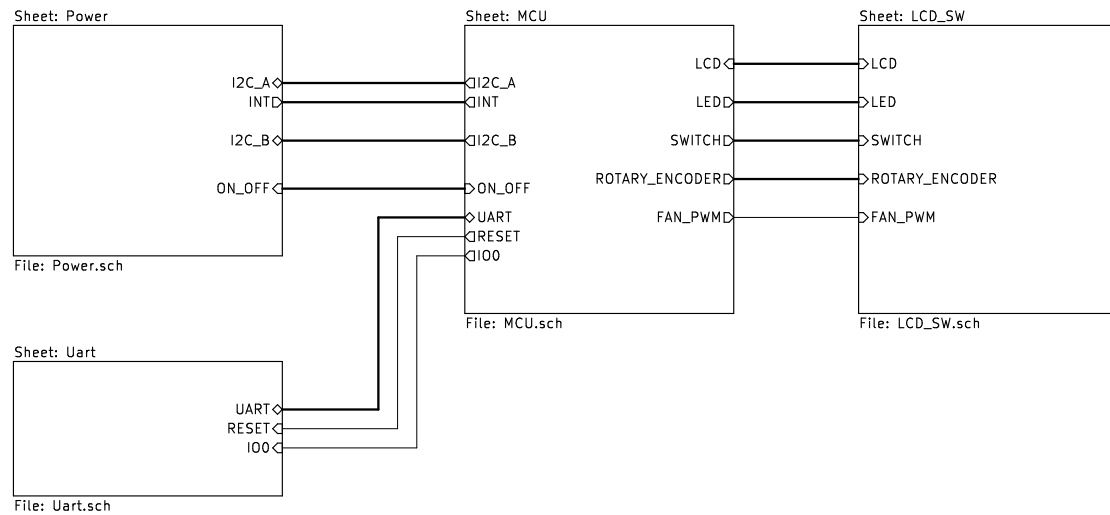 Sheet: Power
I2C_A
INT
I2C_B
ON_OFF
File: Power.sch
Sheet: MCU
I2C_A
INT
I2C_B
ON_OFF
UART
RESET
IO0
LCD
LED
SWITCH
ROTARY_ENCODER
FAN_PWM
File: MCU.sch
Sheet: LCD_SW
LCD
LED
SWITCH
ROTARY_ENCODER
FAN_PWM
File: LCD_SW.sch
Sheet: Uart
UART
RESET
IO0
File: Uart.sch